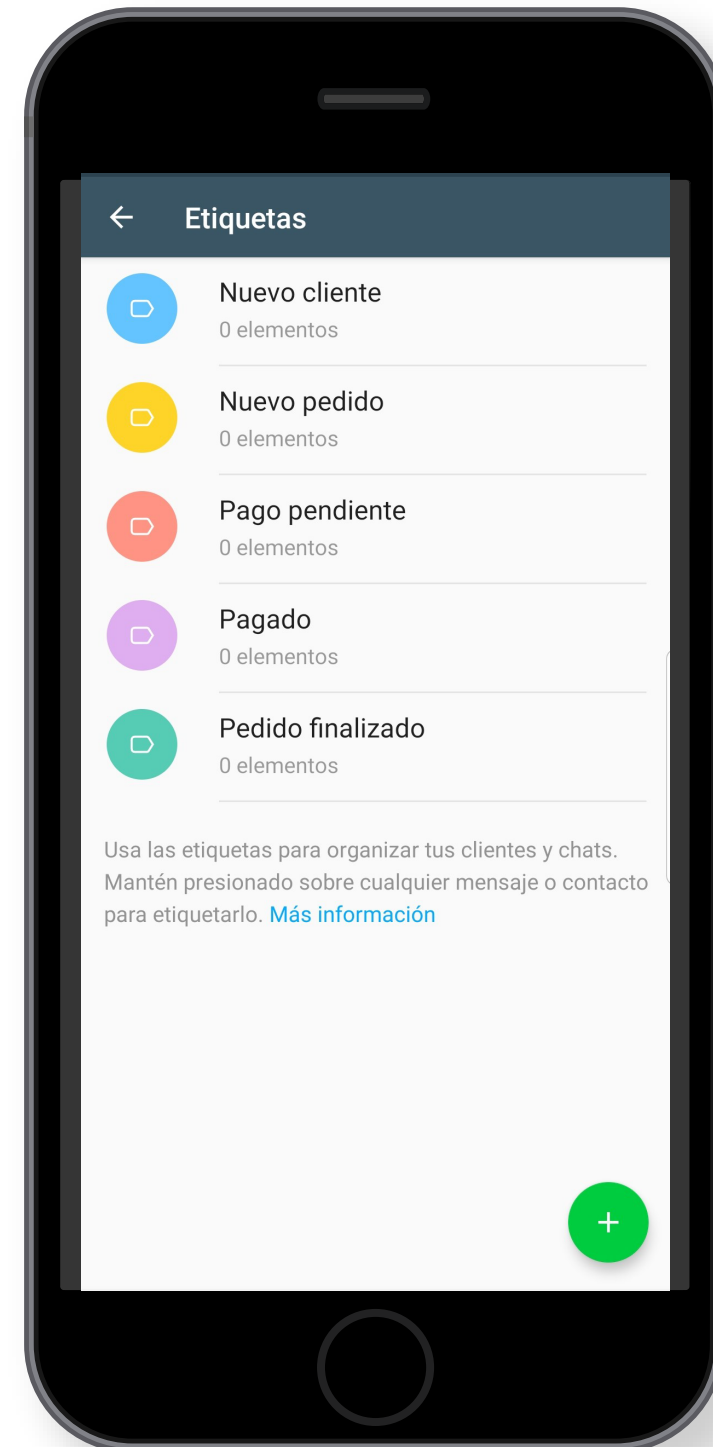 Etiquetas
Nuevo cliente
0 elementos
Nuevo pedido
0 elementos
Pago pendiente
0 elementos
Pagado
0 elementos
Pedido finalizado
0 elementos
Usa las etiquetas para organizar tus clientes y chats.
Mantén presionado sobre cualquier mensaje o contacto
para etiquetarlo. Más información